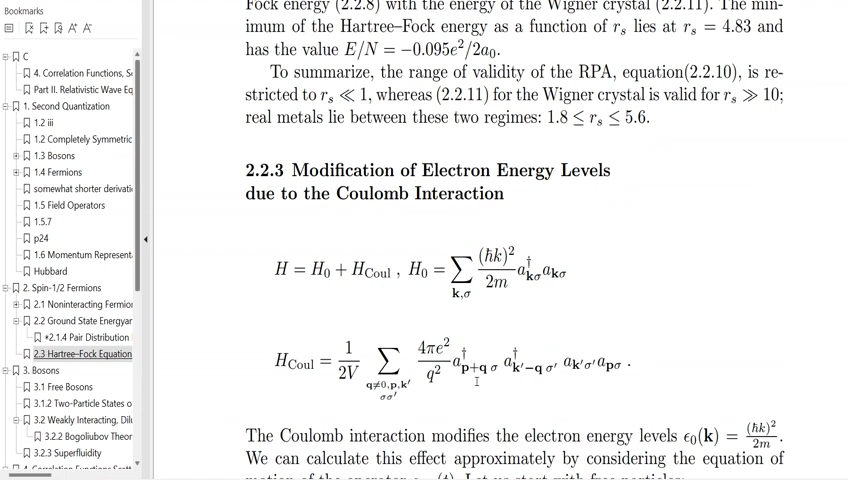 Bookmarks
C
4. Correlation Functions, Sc
Part II. Relativistic Wave Eq
1. Second Quantization
1.2 iii
1.2 Completely Symmetric
1.3 Bosons
1.4 Fermions
somewhat shorter derivati
1.5 Field Operators
1.5.7
p24
1.6 Momentum Represent
Hubbard
2. Spin-1/2 Fermions
2.1 Noninteracting Fermion
2.2 Ground State Energyan
*2.1.4 Pair Distribution
2.3 Hartree–Fock Equation
3. Bosons
3.1 Free Bosons
3.1.2 Two-Particle States o
3.2 Weakly Interacting, Dilu
3.2.2 Bogoliubov Theor
3.2.3 Superfluidity
4. Correlation Functions Scatt
Fock energy (2.2.8) with the energy of the Wigner crystal (2.2.11). The min-
imum of the Hartree–Fock energy as a function of r_s lies at r_s = 4.83 and
has the value E/N = −0.095e²/2a₀.
To summarize, the range of validity of the RPA, equation(2.2.10), is re-
stricted to r_s ≪ 1, whereas (2.2.11) for the Wigner crystal is valid for r_s ≫ 10;
real metals lie between these two regimes: 1.8 ≤ r_s ≤ 5.6.
2.2.3 Modification of Electron Energy Levels
due to the Coulomb Interaction
H = H₀ + H_Coul , H₀ = ∑_{k,σ} (ħk)²/2m a†_{kσ} a_{kσ}
H_Coul = 1/2V ∑_{q≠0,p,k′ σσ′} 4πe²/q² a†_{p+q σ} a†_{k′−q σ′} a_{k′σ′} a_{pσ} .
The Coulomb interaction modifies the electron energy levels ϵ₀(k) = (ħk)²/2m.
We can calculate this effect approximately by considering the equation of